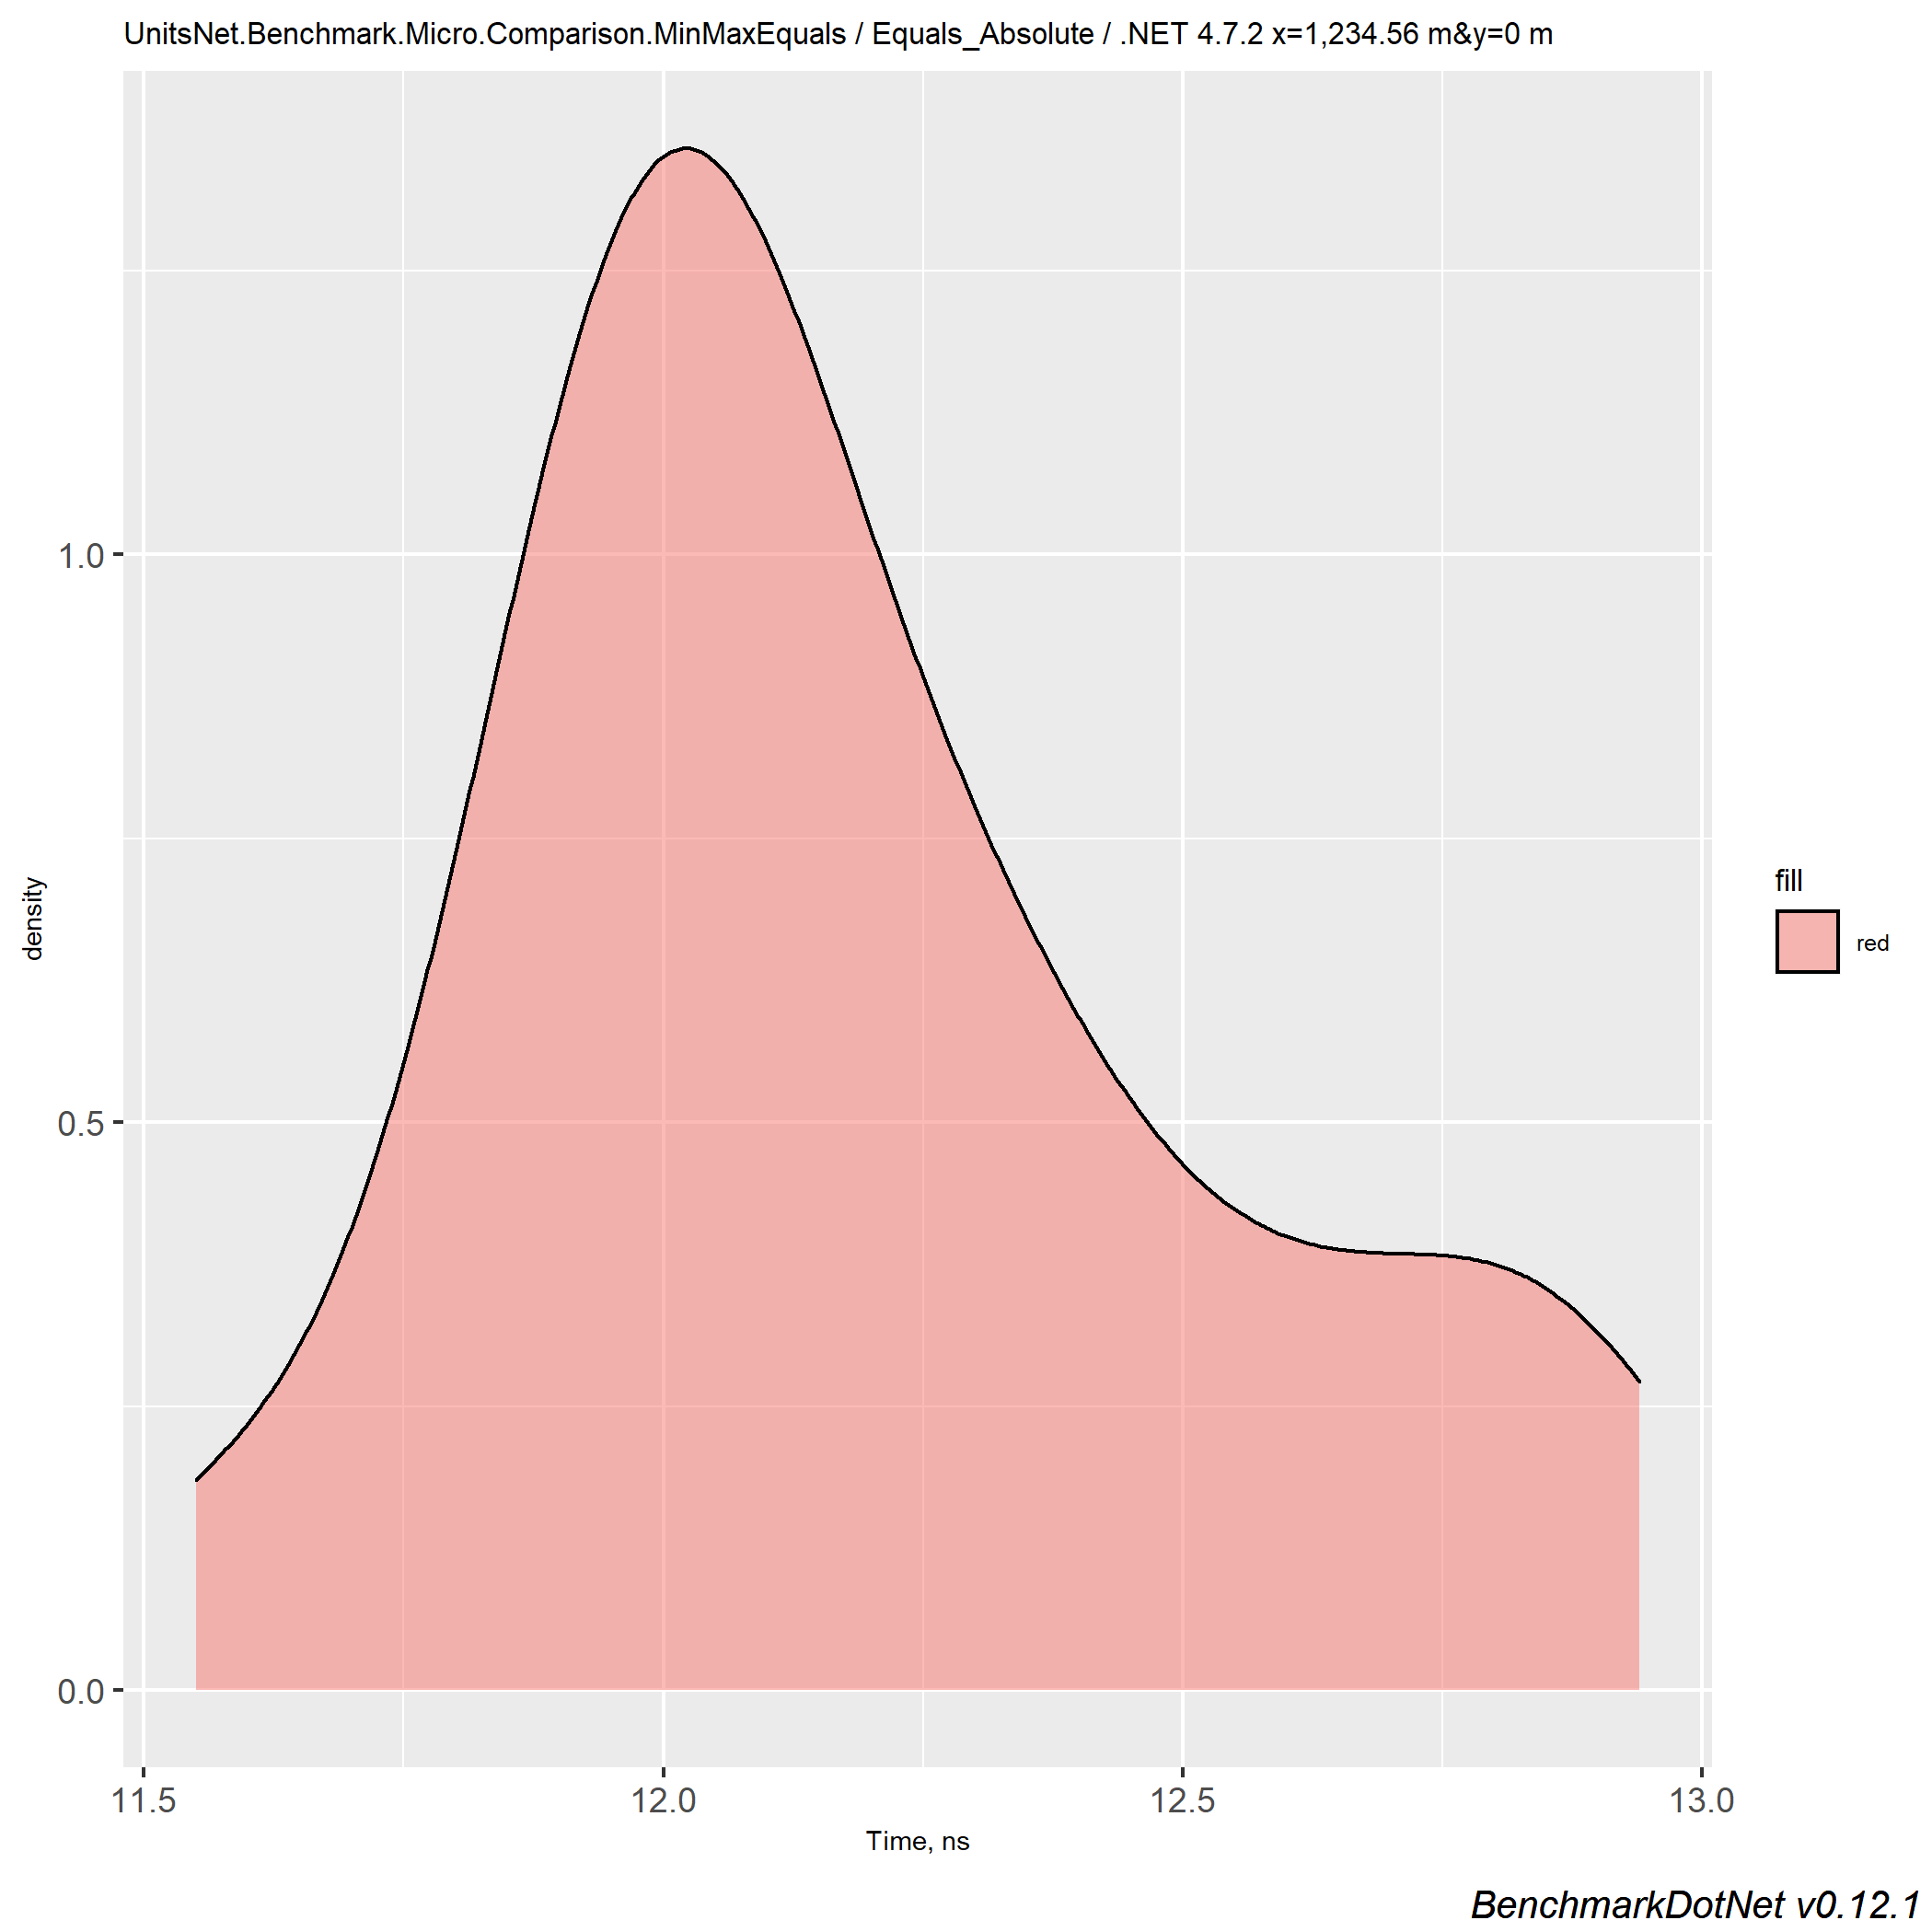 UnitsNet.Benchmark.Micro.Comparison.MinMaxEquals / Equals_Absolute / .NET 4.7.2 x=1,234.56 m&y=0 m
1.0
0.5
0.0
density
11.5 12.0 12.5 13.0
Time, ns
fill
red
BenchmarkDotNet v0.12.1